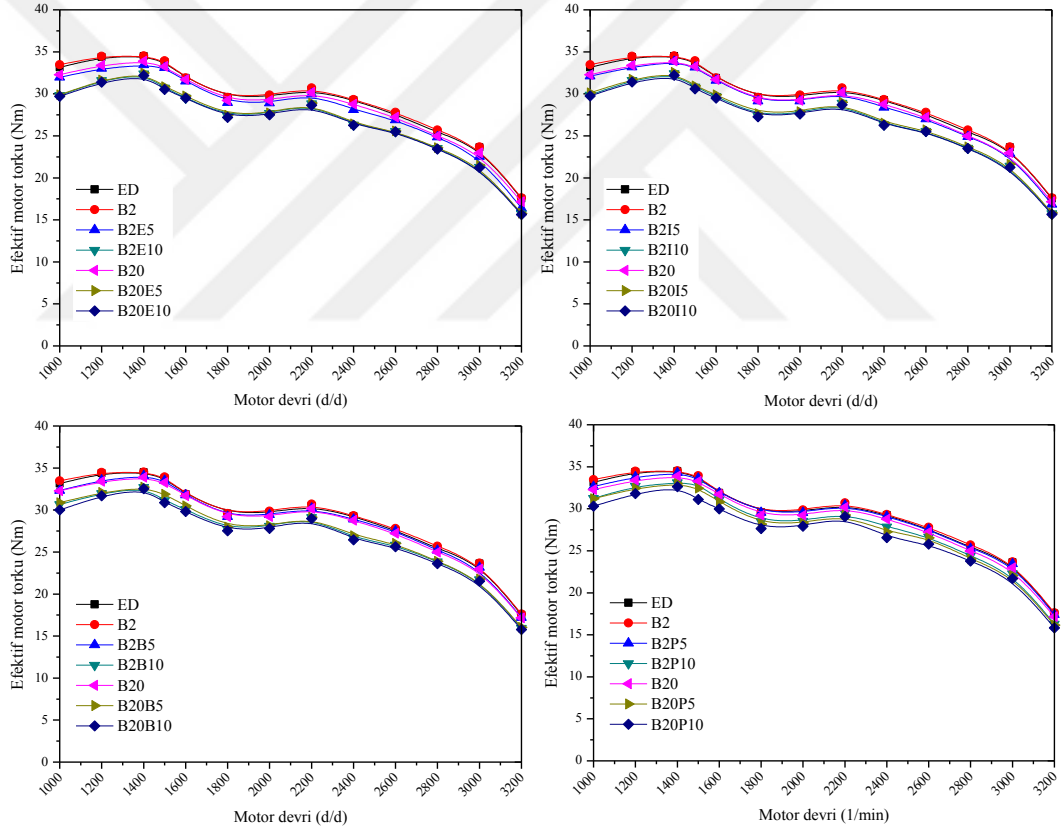 40
35
30
25
20
15
10
5
0
Efektif motor torku (Nm)
ED
B2
B2E5
B2E10
B20
B20E5
B20E10
1000 1200 1400 1600 1800 2000 2200 2400 2600 2800 3000 3200
Motor devri (d/d)
40
35
30
25
20
15
10
5
0
Efektif motor torku (Nm)
ED
B2
B2I5
B2I10
B20
B20I5
B20I10
1000 1200 1400 1600 1800 2000 2200 2400 2600 2800 3000 3200
Motor devri (d/d)
40
35
30
25
20
15
10
5
0
Efektif motor torku (Nm)
ED
B2
B2B5
B2B10
B20
B20B5
B20B10
1000 1200 1400 1600 1800 2000 2200 2400 2600 2800 3000 3200
Motor devri (d/d)
40
35
30
25
20
15
10
5
0
Efektif motor torku (Nm)
ED
B2
B2P5
B2P10
B20
B20P5
B20P10
1000 1200 1400 1600 1800 2000 2200 2400 2600 2800 3000 3200
Motor devri (1/min)